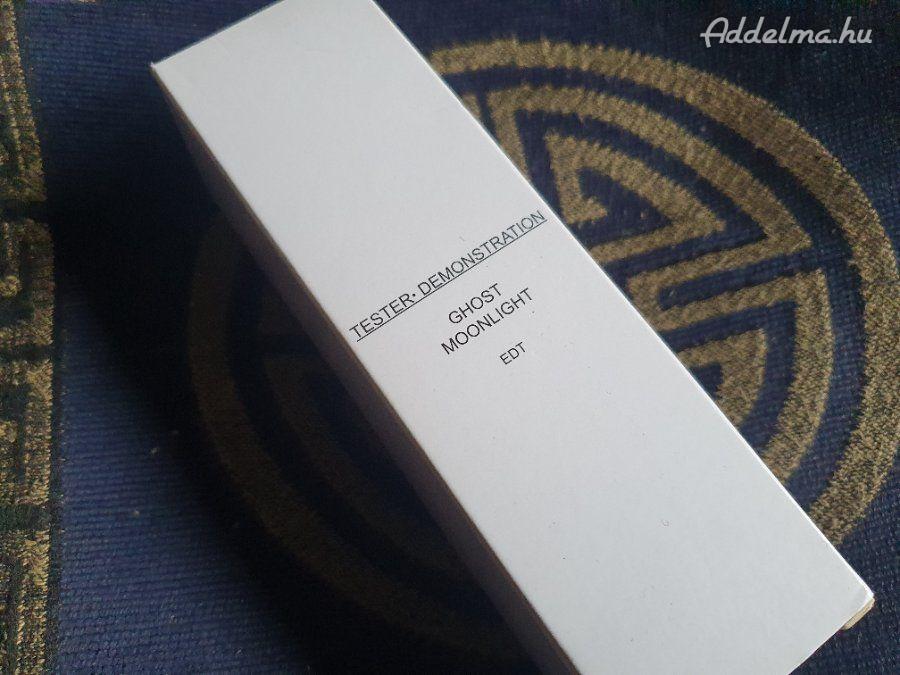 Addelma.hu
TESTER· DEMONSTRATION
GHOST
MOONLIGHT
EDT